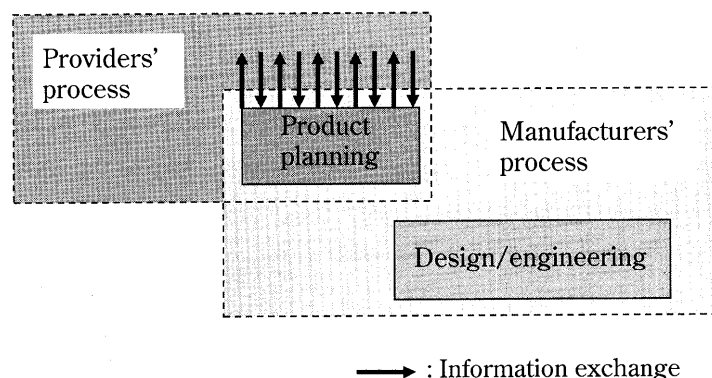 Providers'
process
Product
planning
Manufacturers'
process
Design/engineering
: Information exchange